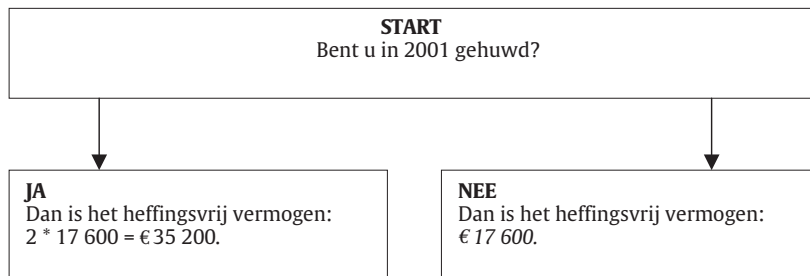 START
Bent u in 2001 gehuwd?
JA
Dan is het heffingsvrij vermogen:
2 * 17 600 = € 35 200.
NEE
Dan is het heffingsvrij vermogen:
€ 17 600.